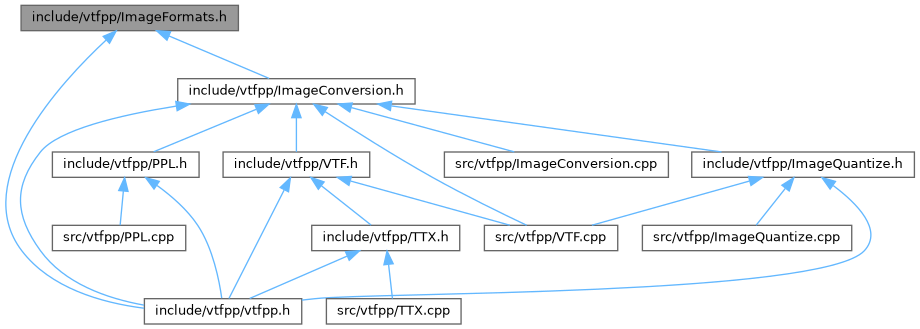 include/vtfpp/ImageFormats.h
include/vtfpp/ImageConversion.h
include/vtfpp/PPL.h
include/vtfpp/VTF.h
src/vtfpp/ImageConversion.cpp
include/vtfpp/ImageQuantize.h
src/vtfpp/PPL.cpp
include/vtfpp/TTX.h
src/vtfpp/VTF.cpp
src/vtfpp/ImageQuantize.cpp
include/vtfpp/vtfpp.h
src/vtfpp/TTX.cpp